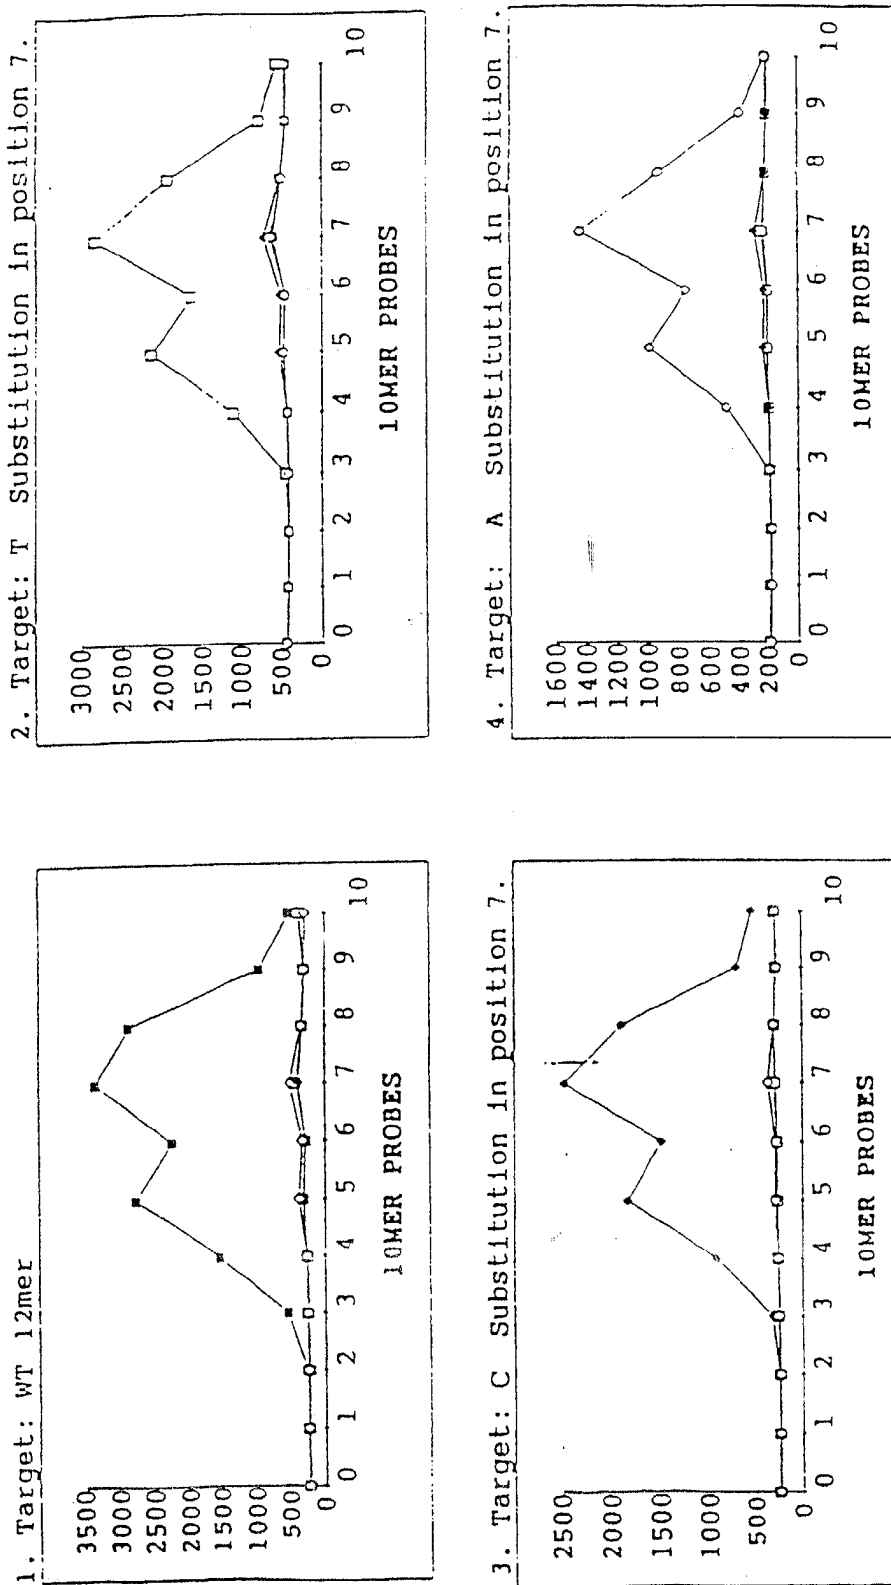 1. Target: WT 12mer
3500
3000
2500
2000
1500
1000
500
0
0 1 2 3 4 5 6 7 8 9 10
10MER PROBES
2. Target: T Substitution in position 7.
3000
2500
2000
1500
1000
500
0
0 1 2 3 4 5 6 7 8 9 10
10MER PROBES
3. Target: C Substitution in position 7.
2500
2000
1500
1000
500
0
0 1 2 3 4 5 6 7 8 9 10
10MER PROBES
4. Target: A Substitution in position 7.
1600
1400
1200
1000
800
600
400
200
0
0 1 2 3 4 5 6 7 8 9 10
10MER PROBES